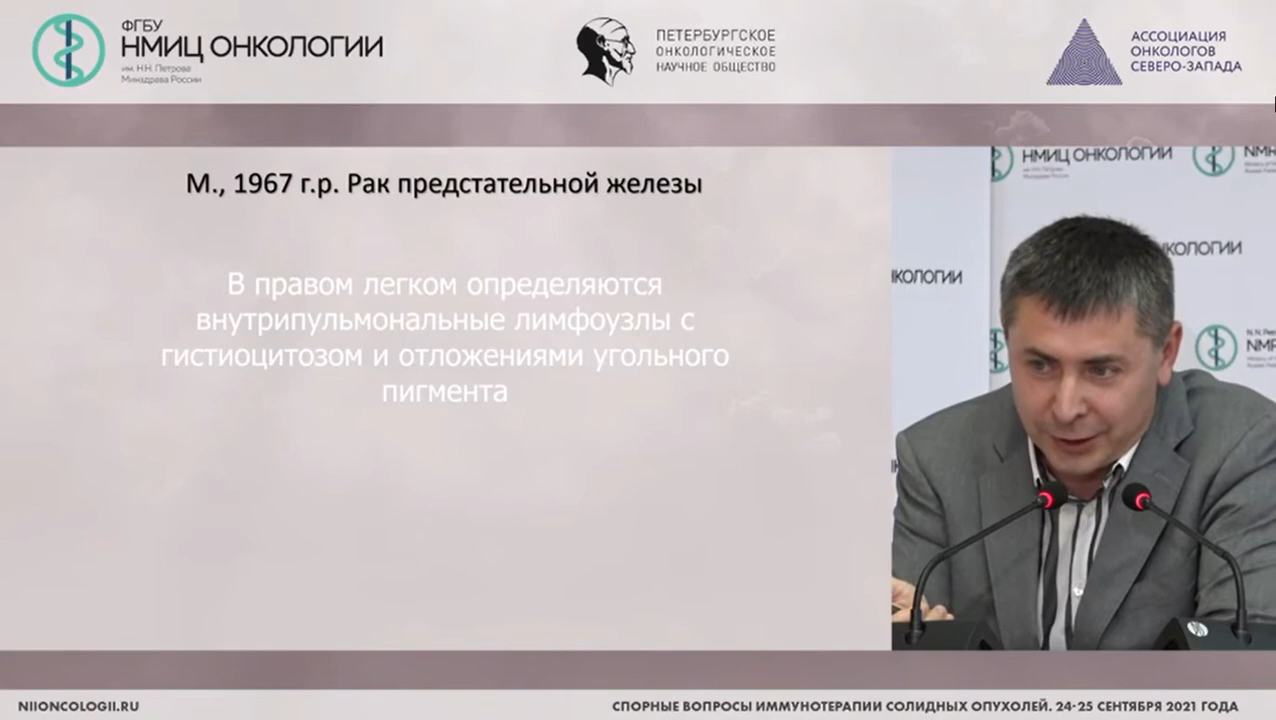 ФГБУ
НМИЦ ОНКОЛОГИИ
им. Н.Н. Петрова
Минздрава России
ПЕТЕРБУРГСКОЕ
ОНКОЛОГИЧЕСКОЕ
НАУЧНОЕ ОБЩЕСТВО
АССОЦИАЦИЯ
ОНКОЛОГОВ
СЕВЕРО-ЗАПАДА
М., 1967 г.р. Рак предстательной железы
В правом легком определяются
внутрипульмональные лимфоузлы с
гистиоцитозом и отложениями угольного
пигмента
НМИЦ ОНКОЛОГИИ
NIIONCOLOGII.RU
СПОРНЫЕ ВОПРОСЫ ИММУНОТЕРАПИИ СОЛИДНЫХ ОПУХОЛЕЙ. 24-25 СЕНТЯБРЯ 2021 ГОДА